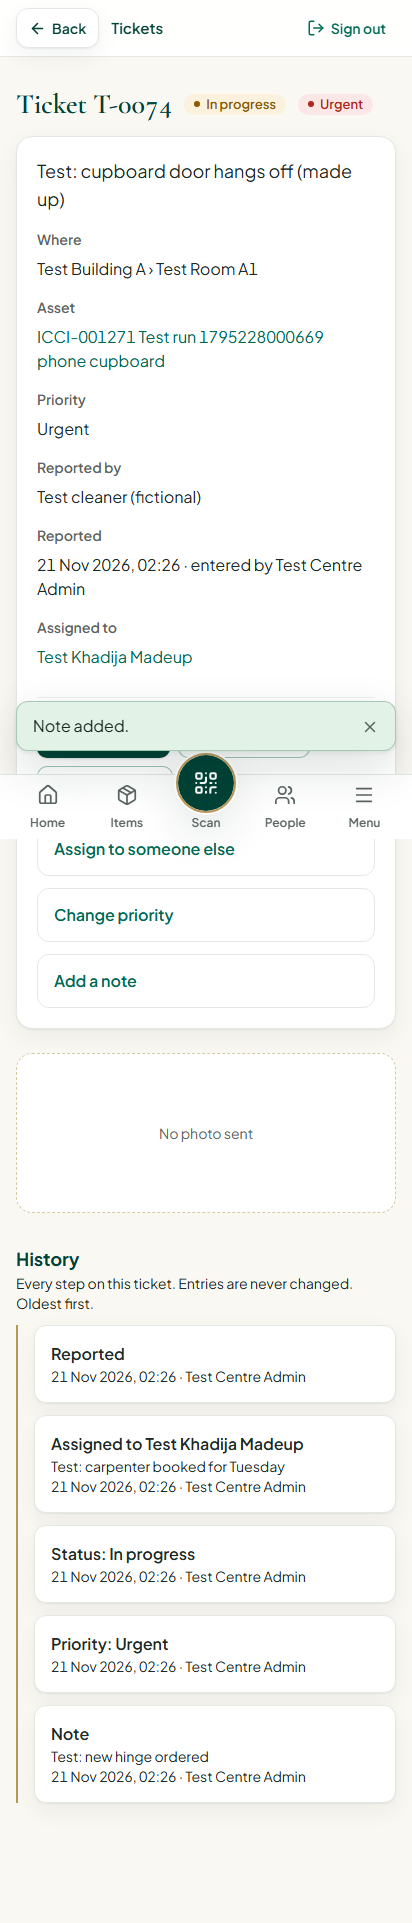 Back
Tickets
Sign out
Ticket T-0074
In progress
Urgent
Test: cupboard door hangs off (made
up)
Where
Test Building A › Test Room A1
Asset
ICCI-001271 Test run 1795228000669
phone cupboard
Priority
Urgent
Reported by
Test cleaner (fictional)
Reported
21 Nov 2026, 02:26 · entered by Test Centre
Admin
Assigned to
Test Khadija Madeup
Note added.
Home
Items
Scan
People
Menu
Assign to someone else
Change priority
Add a note
No photo sent
History
Every step on this ticket. Entries are never changed.
Oldest first.
Reported
21 Nov 2026, 02:26 · Test Centre Admin
Assigned to Test Khadija Madeup
Test: carpenter booked for Tuesday
21 Nov 2026, 02:26 · Test Centre Admin
Status: In progress
21 Nov 2026, 02:26 · Test Centre Admin
Priority: Urgent
21 Nov 2026, 02:26 · Test Centre Admin
Note
Test: new hinge ordered
21 Nov 2026, 02:26 · Test Centre Admin